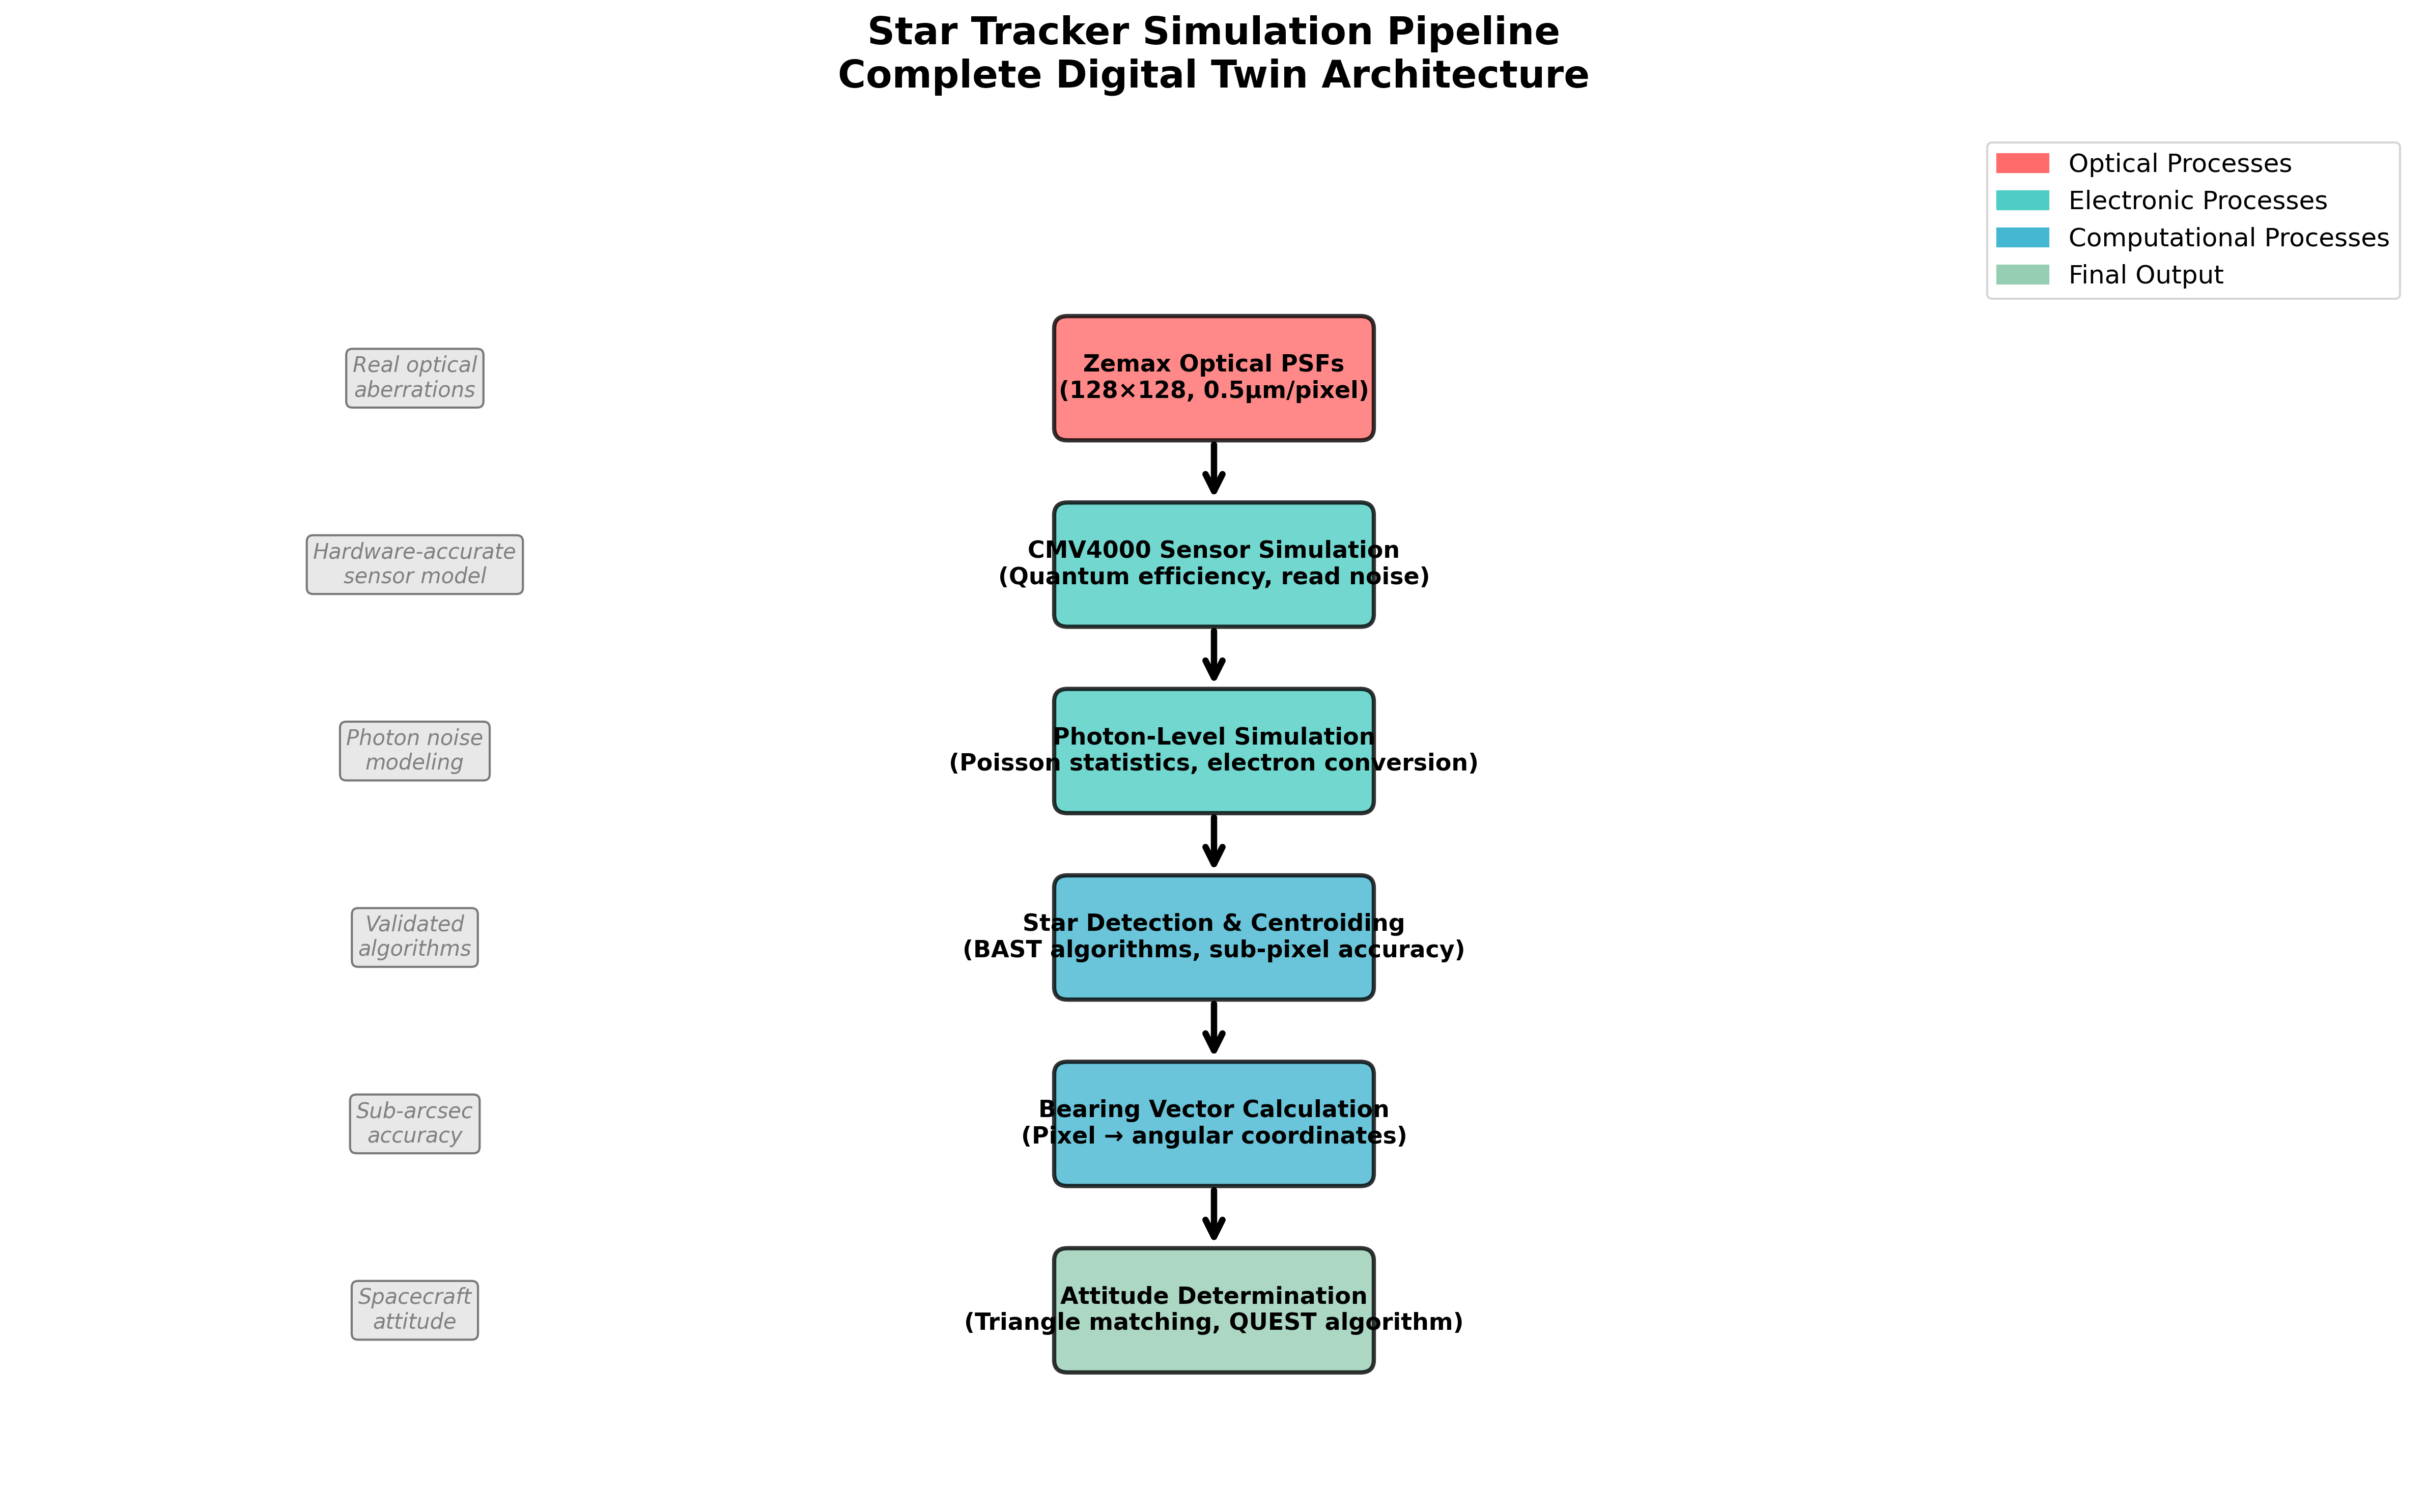 Star Tracker Simulation Pipeline
Complete Digital Twin Architecture
Optical Processes
Electronic Processes
Computational Processes
Final Output
Real optical
aberrations
Zemax Optical PSFs
(128×128, 0.5μm/pixel)
Hardware-accurate
sensor model
CMV4000 Sensor Simulation
(Quantum efficiency, read noise)
Photon noise
modeling
Photon-Level Simulation
(Poisson statistics, electron conversion)
Validated
algorithms
Star Detection & Centroiding
(BAST algorithms, sub-pixel accuracy)
Sub-arcsec
accuracy
Bearing Vector Calculation
(Pixel → angular coordinates)
Spacecraft
attitude
Attitude Determination
(Triangle matching, QUEST algorithm)